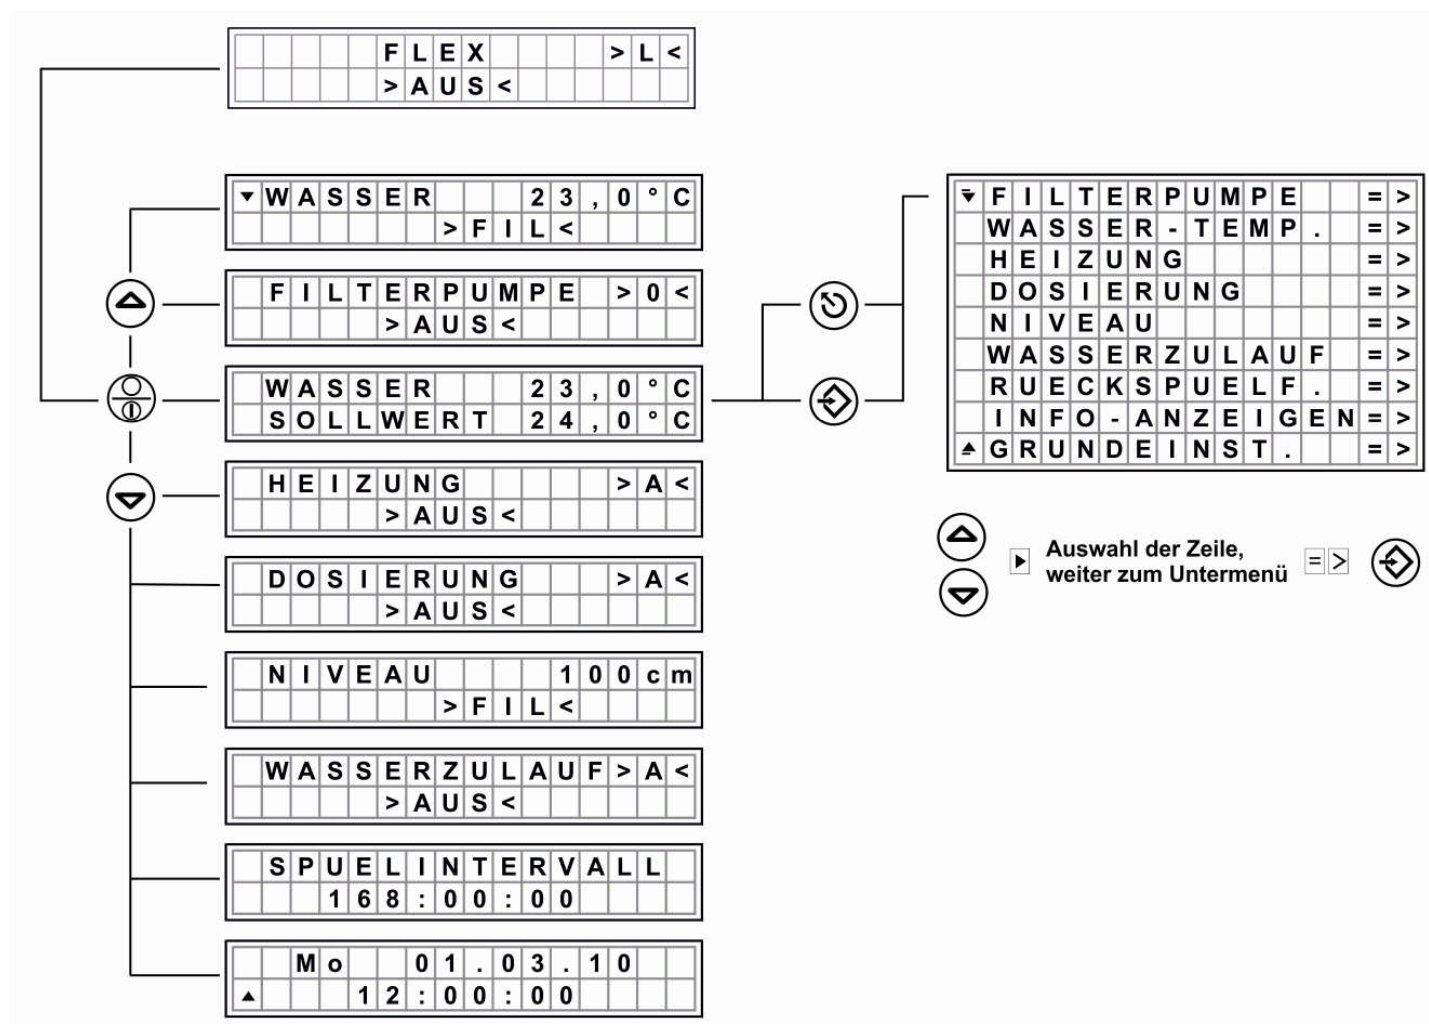 FLEX >L<
>AUS<
▼WASSER 23,0°C
>FIL<
FILTERPUMPE >0<
>AUS<
WASSER 23,0°C
SOLLWERT 24,0°C
HEIZUNG >A<
>AUS<
DOSIERUNG >A<
>AUS<
NIVEAU 100cm
>FIL<
WASSERZULAUF>A<
>AUS<
SPUELINTERVALL
168:00:00
Mo 01.03.10
▲ 12:00:00
FILTERPUMPE =>
WASSER-TEMP. =>
HEIZUNG =>
DOSIERUNG =>
NIVEAU =>
WASSERZULAUF =>
RUECKSPUELF. =>
INFO-ANZEIGEN=>
GRUNDEINST. =>
Auswahl der Zeile,
weiter zum Untermenü =>